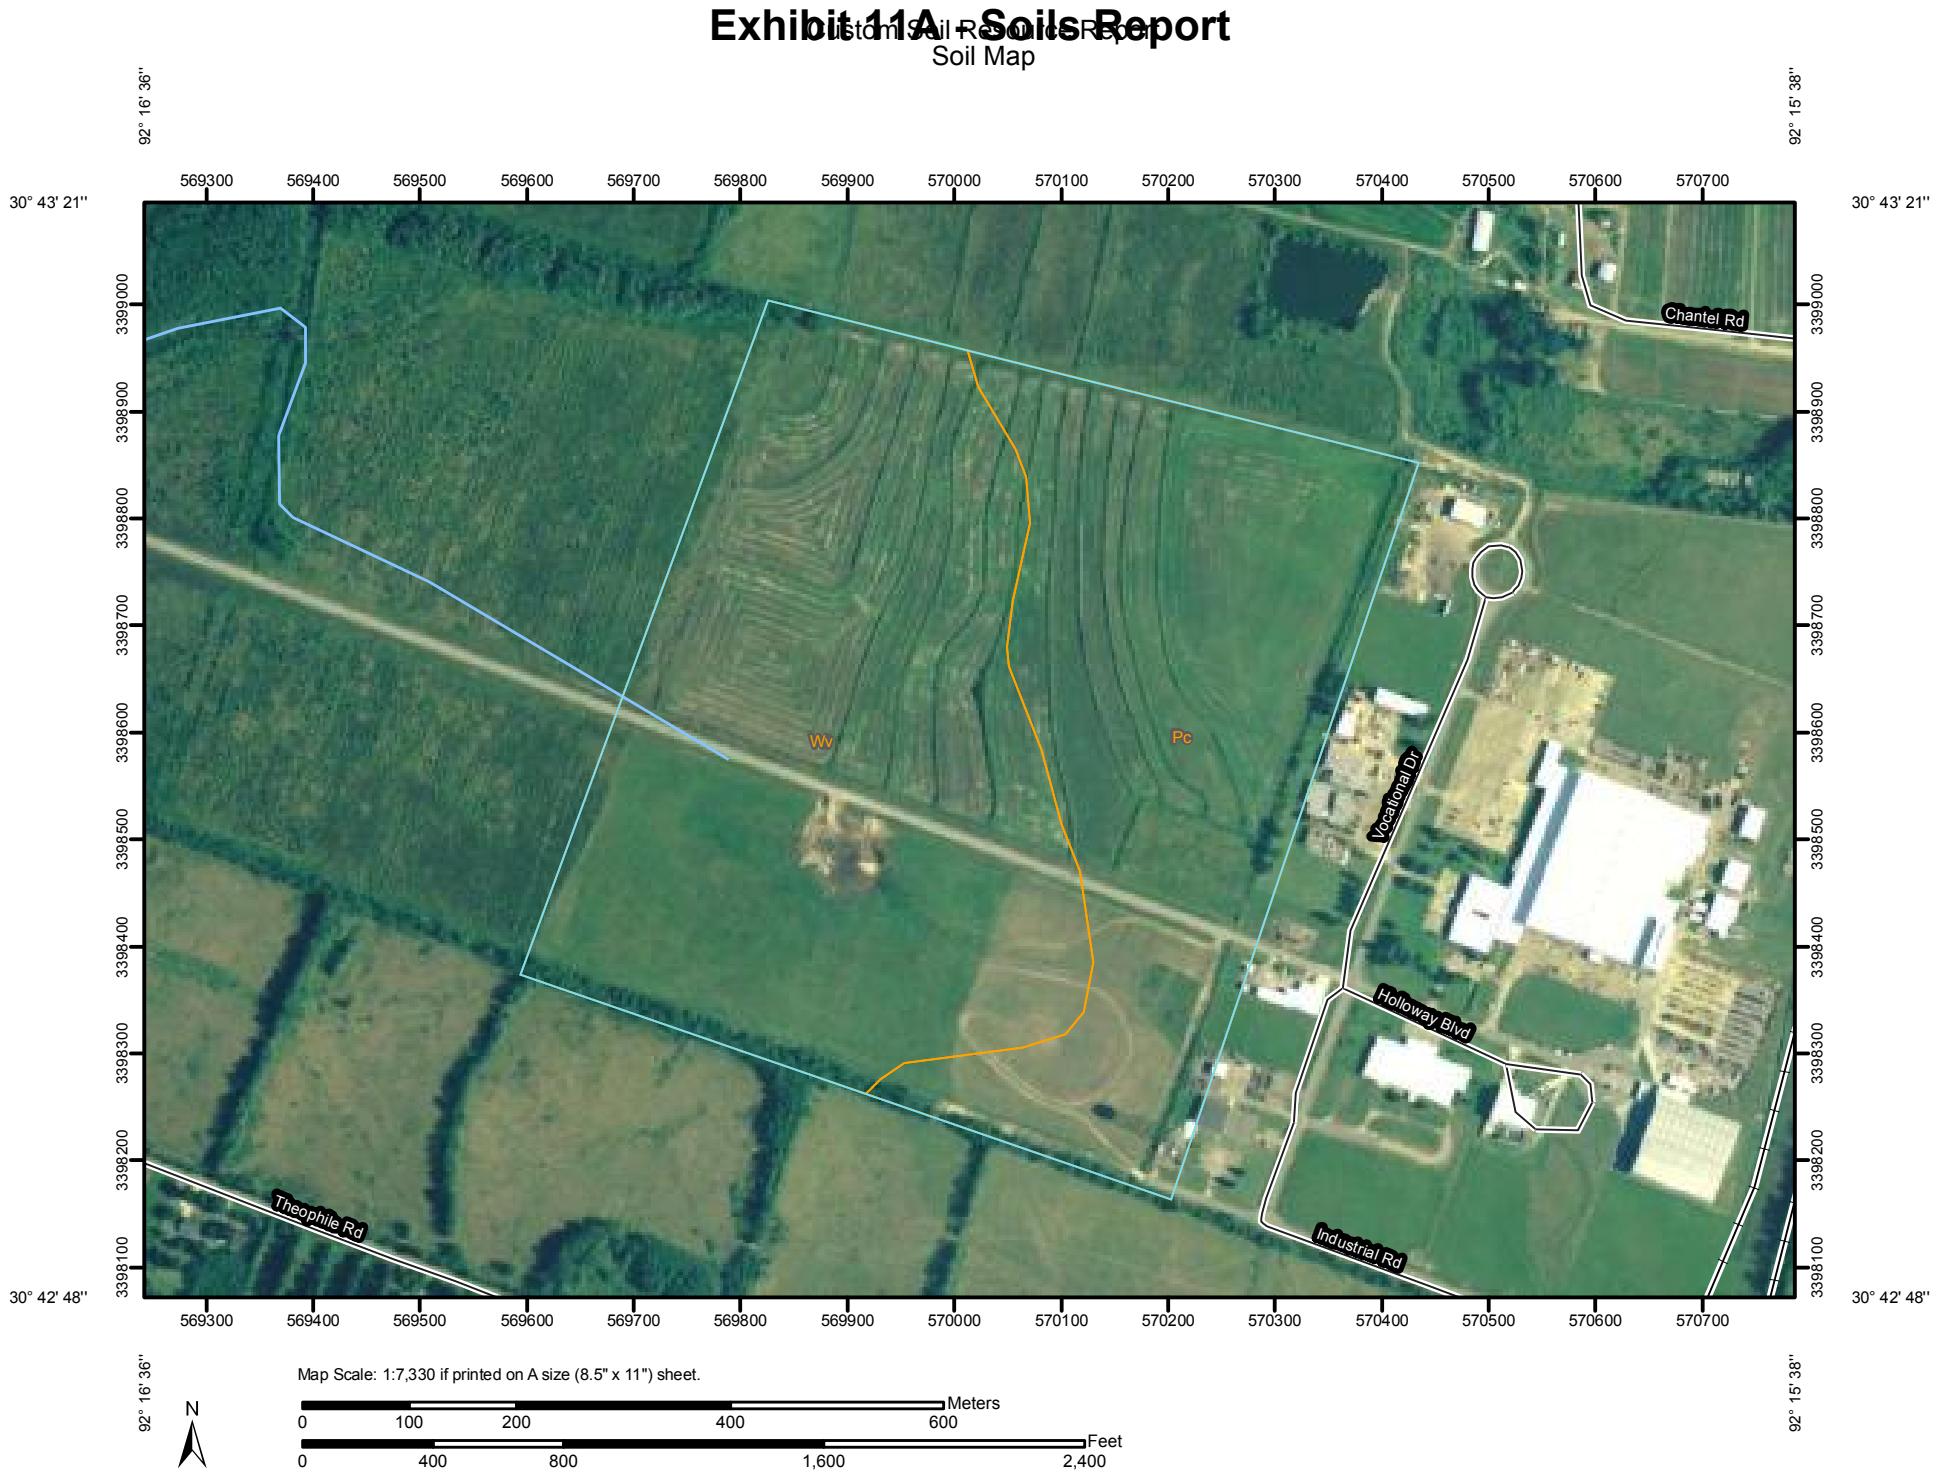 Exhibit 11A - Soils Report
Custom Soil Resource Report
Soil Map
92° 16' 36''
92° 15' 38''
569300 569400 569500 569600 569700 569800 569900 570000 570100 570200 570300 570400 570500 570600 570700
30° 43' 21''
30° 43' 21''
3399000
3399000
Chantel Rd
3398900
3398900
3398800
3398800
3398700
3398700
3398600
3398600
Wv
Pc
Vocational Dr
3398500
3398500
3398400
3398400
Holloway Blvd
3398300
3398300
3398200
3398200
Theophile Rd
Industrial Rd
3398100
3398100
30° 42' 48''
30° 42' 48''
569300 569400 569500 569600 569700 569800 569900 570000 570100 570200 570300 570400 570500 570600 570700
92° 16' 36''
92° 15' 38''
Map Scale: 1:7,330 if printed on A size (8.5" x 11") sheet.
N
Meters
0 100 200 400 600
Feet
0 400 800 1,600 2,400